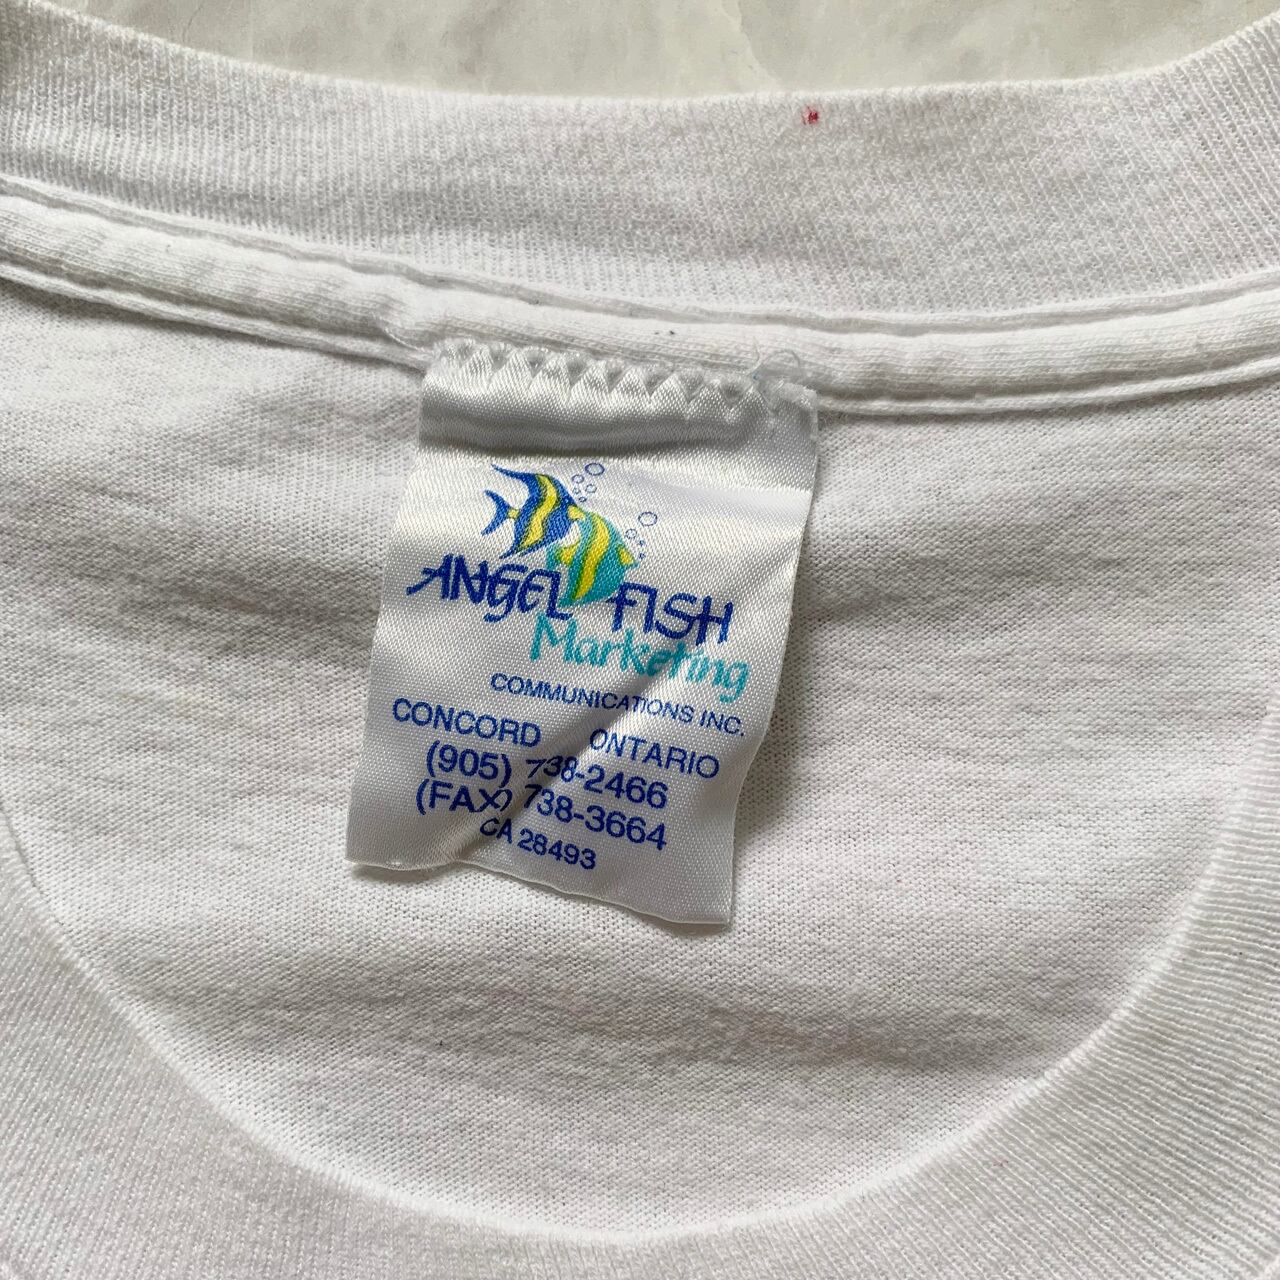 ANGEL FISH
Marketing
COMMUNICATIONS INC.
CONCORD ONTARIO
(905) 738-2466
(FAX) 738-3664
CA 28493